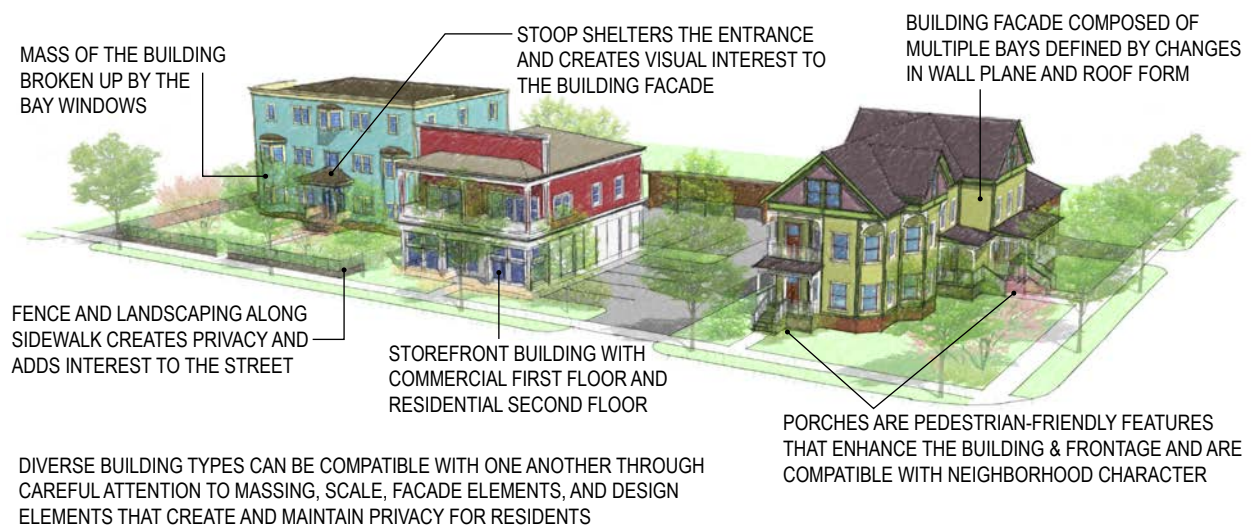 MASS OF THE BUILDING
BROKEN UP BY THE
BAY WINDOWS
STOOP SHELTERS THE ENTRANCE
AND CREATES VISUAL INTEREST TO
THE BUILDING FACADE
BUILDING FACADE COMPOSED OF
MULTIPLE BAYS DEFINED BY CHANGES
IN WALL PLANE AND ROOF FORM
FENCE AND LANDSCAPING ALONG
SIDEWALK CREATES PRIVACY AND
ADDS INTEREST TO THE STREET
STOREFRONT BUILDING WITH
COMMERCIAL FIRST FLOOR AND
RESIDENTIAL SECOND FLOOR
PORCHES ARE PEDESTRIAN-FRIENDLY FEATURES
THAT ENHANCE THE BUILDING & FRONTAGE AND ARE
COMPATIBLE WITH NEIGHBORHOOD CHARACTER
DIVERSE BUILDING TYPES CAN BE COMPATIBLE WITH ONE ANOTHER THROUGH
CAREFUL ATTENTION TO MASSING, SCALE, FACADE ELEMENTS, AND DESIGN
ELEMENTS THAT CREATE AND MAINTAIN PRIVACY FOR RESIDENTS